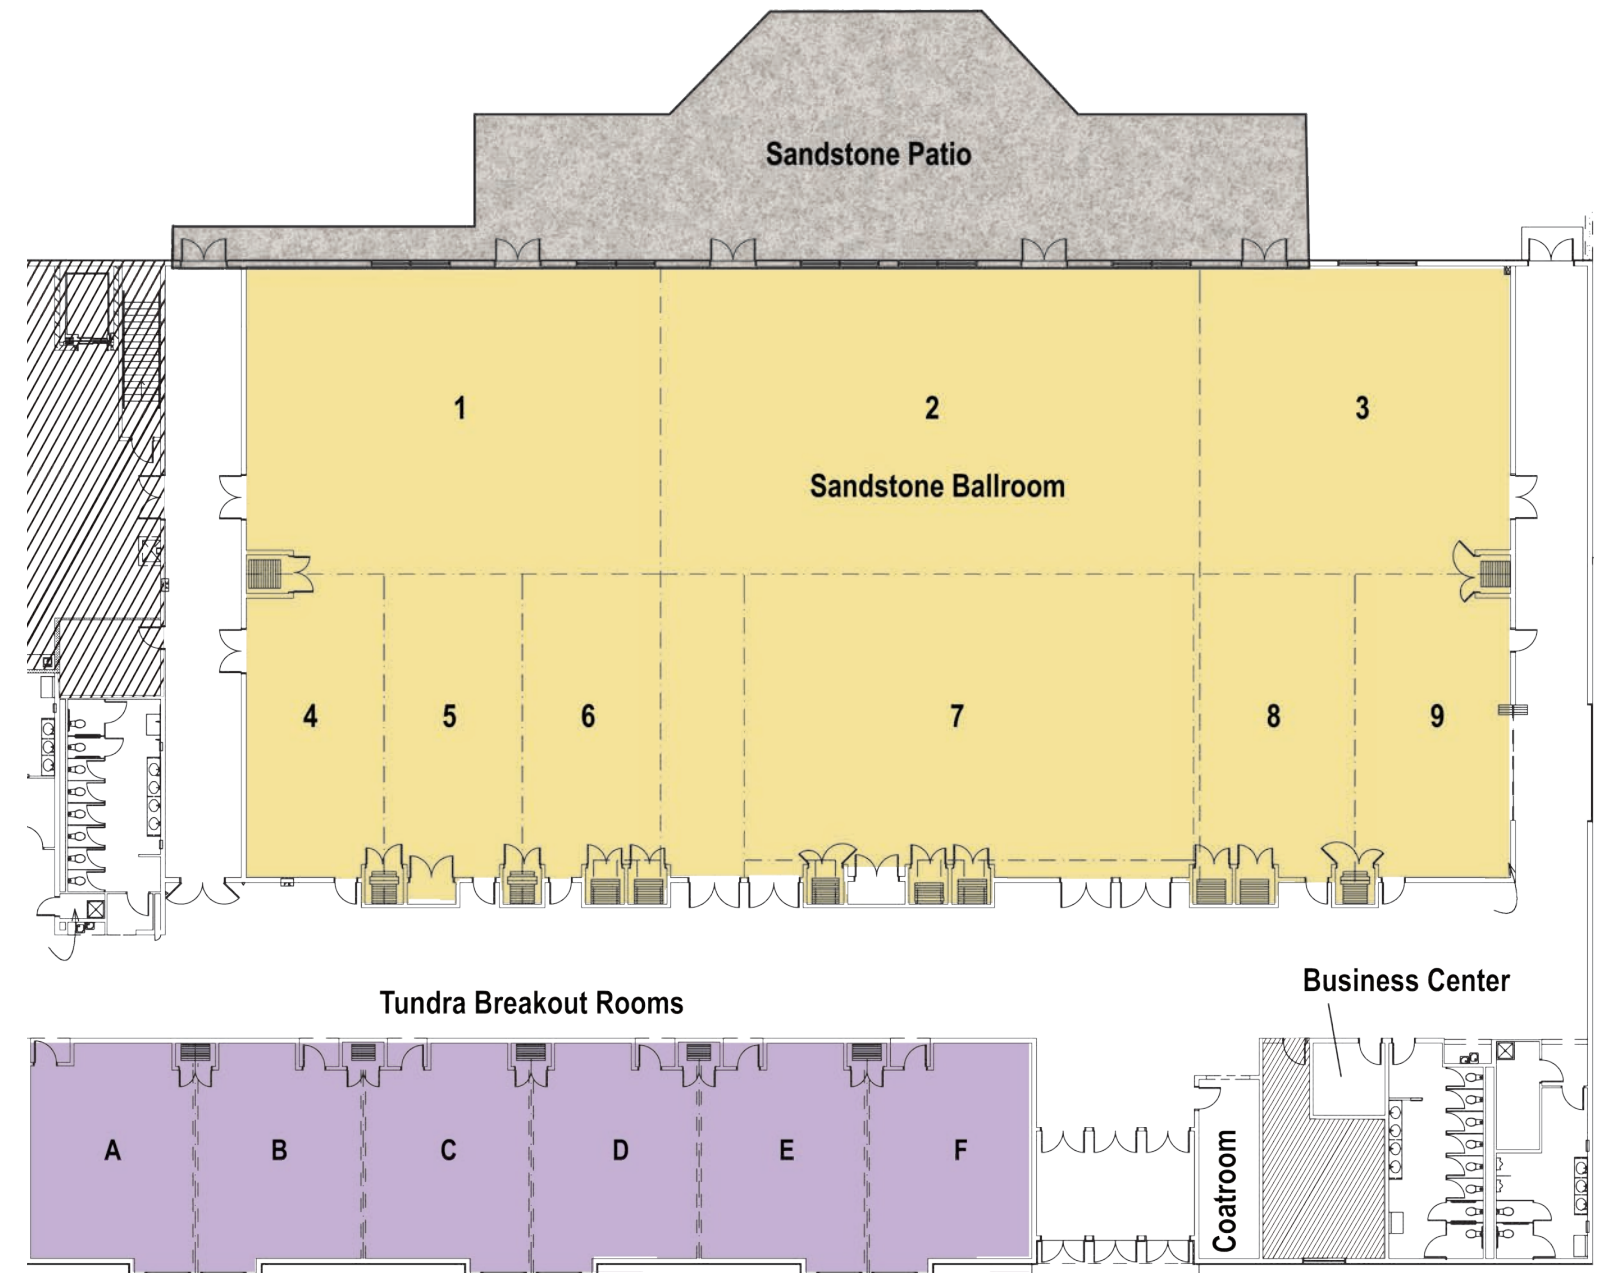 Sandstone Patio
1
2
3
Sandstone Ballroom
4
5
6
7
8
9
Business Center
Tundra Breakout Rooms
A
B
C
D
E
F
Coatroom